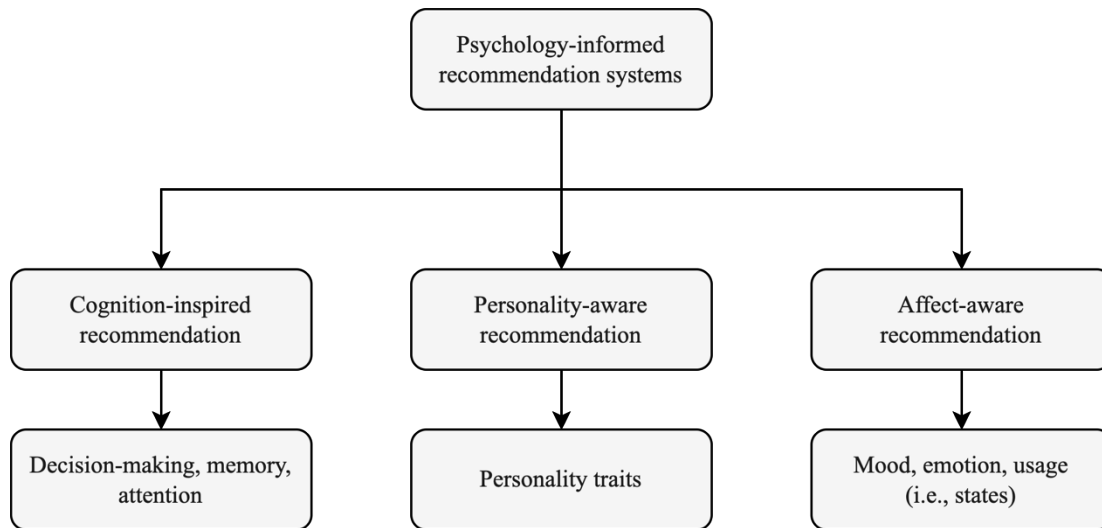 Psychology-informed
recommendation systems
Cognition-inspired
recommendation
Personality-aware
recommendation
Affect-aware
recommendation
Decision-making, memory,
attention
Personality traits
Mood, emotion, usage
(i.e., states)